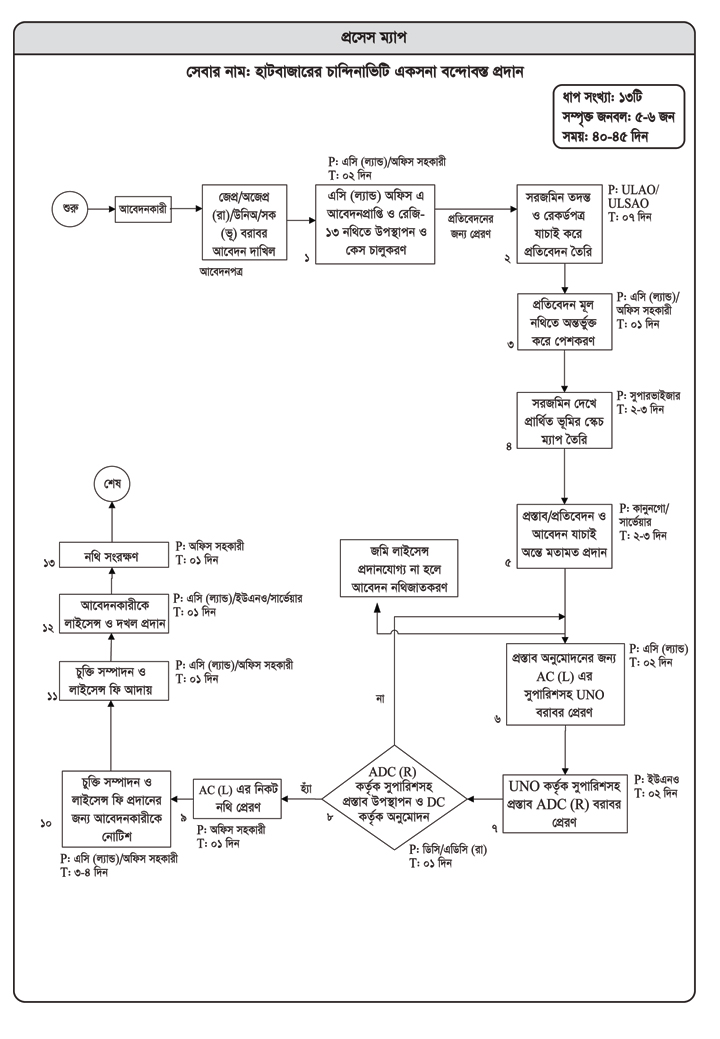 প্রসেস ম্যাপ
সেবার নাম: হাটবাজারের চান্দিনাভিটি একসনা বন্দোবস্ত প্রদান
ধাপ সংখ্যা: ১৩টি
সম্পৃক্ত জনবল: ৫-৬ জন
সময়: ৪০-৪৫ দিন
শুরু
আবেদনকারী
জেপ্র/অজেপ্র
(রা)/উনিঅ/সক
(ভূ) বরাবর
আবেদন দাখিল
আবেদনপত্র
P: এসি (ল্যান্ড)/অফিস সহকারী
T: ০২ দিন
এসি (ল্যান্ড) অফিস এ
আবেদনপ্রাপ্তি ও রেজি-
১৩ নথিতে উপস্থাপন ও
কেস চালুকরণ
১
প্রতিবেদনের
জন্য প্রেরণ
সরজমিন তদন্ত
ও রেকর্ডপত্র
যাচাই করে
প্রতিবেদন তৈরি
২
P: ULAO/
ULSAO
T: ০৭ দিন
প্রতিবেদন মূল
নথিতে অন্তর্ভুক্ত
করে পেশকরণ
৩
P: এসি (ল্যান্ড)/
অফিস সহকারী
T: ০১ দিন
সরজমিন দেখে
প্রার্থিত ভূমির স্কেচ
ম্যাপ তৈরি
৪
P: সুপারভাইজার
T: ২-৩ দিন
প্রস্তাব/প্রতিবেদন ও
আবেদন যাচাই
অন্তে মতামত প্রদান
৫
P: কানুনগো/
সার্ভেয়ার
T: ২-৩ দিন
জমি লাইসেন্স
প্রদানযোগ্য না হলে
আবেদন নথিজাতকরণ
প্রস্তাব অনুমোদনের জন্য
AC (L) এর
সুপারিশসহ UNO
বরাবর প্রেরণ
৬
P: এসি (ল্যান্ড)
T: ০২ দিন
UNO কর্তৃক সুপারিশসহ
প্রস্তাব ADC (R) বরাবর
প্রেরণ
৭
P: ইউএনও
T: ০২ দিন
না
ADC (R)
কর্তৃক সুপারিশসহ
প্রস্তাব উপস্থাপন ও DC
কর্তৃক অনুমোদন
৮
P: ডিসি/এডিসি (রা)
T: ০১ দিন
হ্যাঁ
AC (L) এর নিকট
নথি প্রেরণ
৯
P: অফিস সহকারী
T: ০১ দিন
চুক্তি সম্পাদন ও
লাইসেন্স ফি প্রদানের
জন্য আবেদনকারীকে
নোটিশ
১০
P: এসি (ল্যান্ড)/অফিস সহকারী
T: ৩-৪ দিন
চুক্তি সম্পাদন ও
লাইসেন্স ফি আদায়
১১
P: এসি (ল্যান্ড)/অফিস সহকারী
T: ০১ দিন
আবেদনকারীকে
লাইসেন্স ও দখল প্রদান
১২
P: এসি (ল্যান্ড)/ইউএনও/সার্ভেয়ার
T: ০১ দিন
নথি সংরক্ষণ
১৩
P: অফিস সহকারী
T: ০১ দিন
শেষ